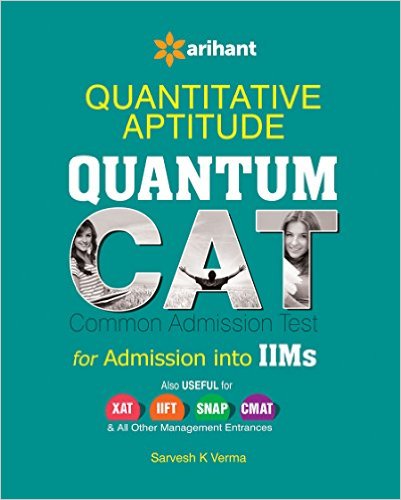 arihant
QUANTITATIVE
APTITUDE
QUANTUM
CAT
Common Admission Test
for Admission into IIMs
Also USEFUL for
XAT IIFT SNAP CMAT
& All Other Management Entrances
Sarvesh K Verma